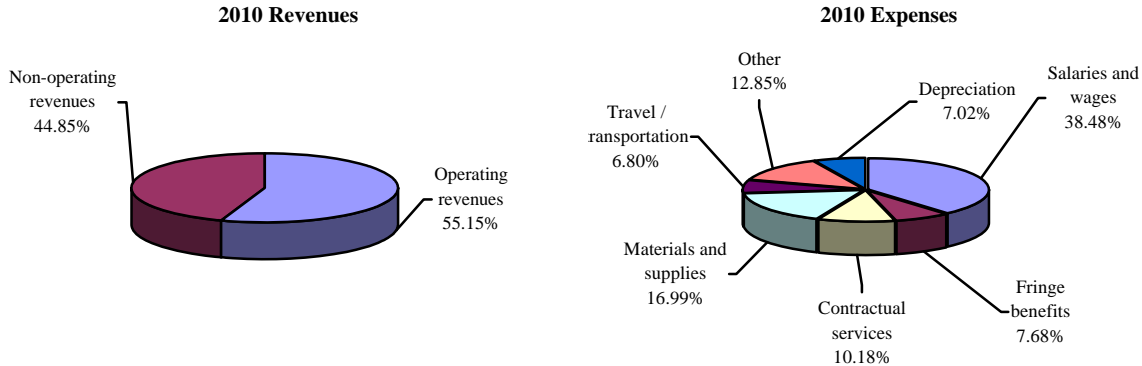 2010 Revenues
Non-operating
revenues
44.85%
Operating
revenues
55.15%
2010 Expenses
Other
12.85%
Depreciation
7.02%
Salaries and
wages
38.48%
Travel /
ransportation
6.80%
Materials and
supplies
16.99%
Contractual
services
10.18%
Fringe
benefits
7.68%